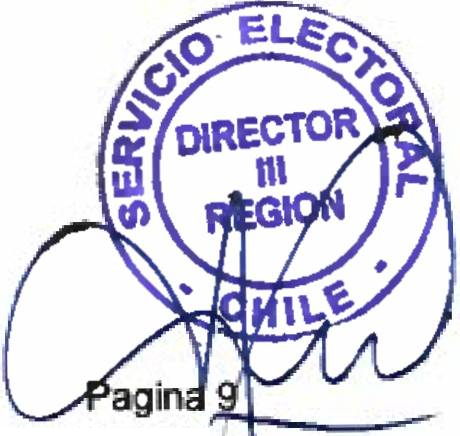 SERVICIO ELECTORAL
DIRECTOR
III
REGION
CHILE
Pagina 9